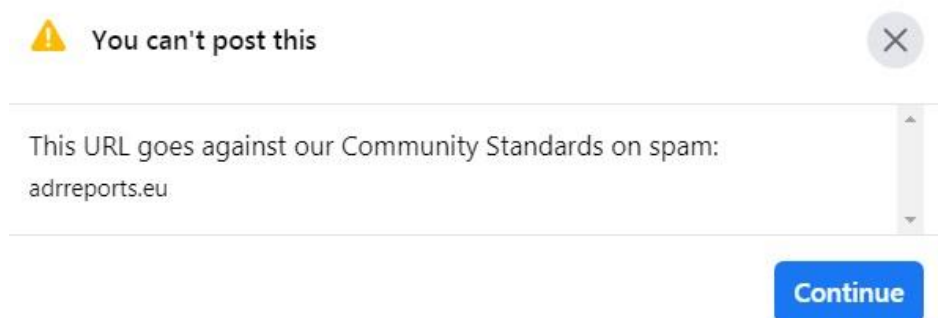 You can't post this
This URL goes against our Community Standards on spam:
adrreports.eu
Continue